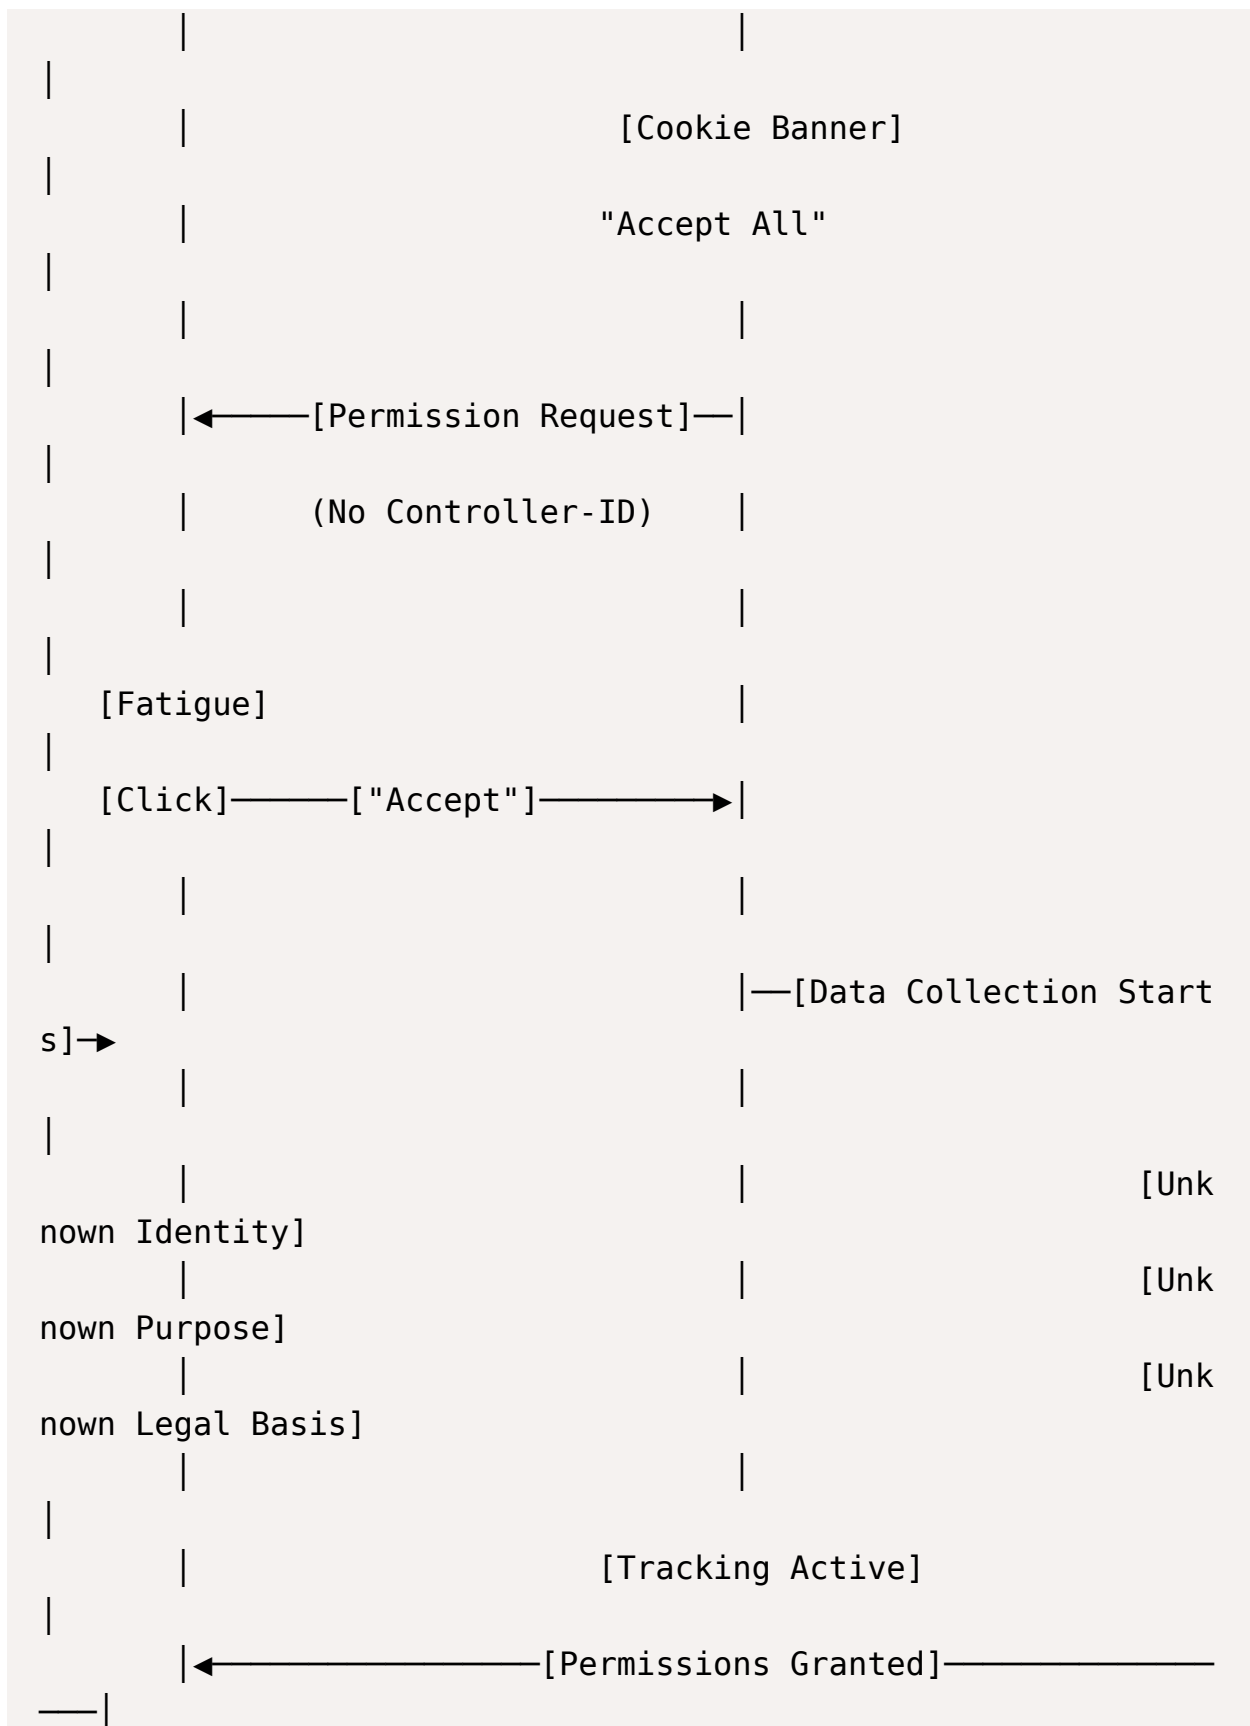 | |
|
| [Cookie Banner]
|
| "Accept All"
|
| |
|
|◀──────[Permission Request]──|
|
| (No Controller-ID) |
|
| |
|
[Fatigue] |
|
[Click]──────["Accept"]─────────▶|
|
| |
|
| |──[Data Collection Start
s]─▶
| |
|
| | [Unk
nown Identity]
| | [Unk
nown Purpose]
| | [Unk
nown Legal Basis]
| |
|
| [Tracking Active]
|
|◀─────────────────[Permissions Granted]──────────────
───|